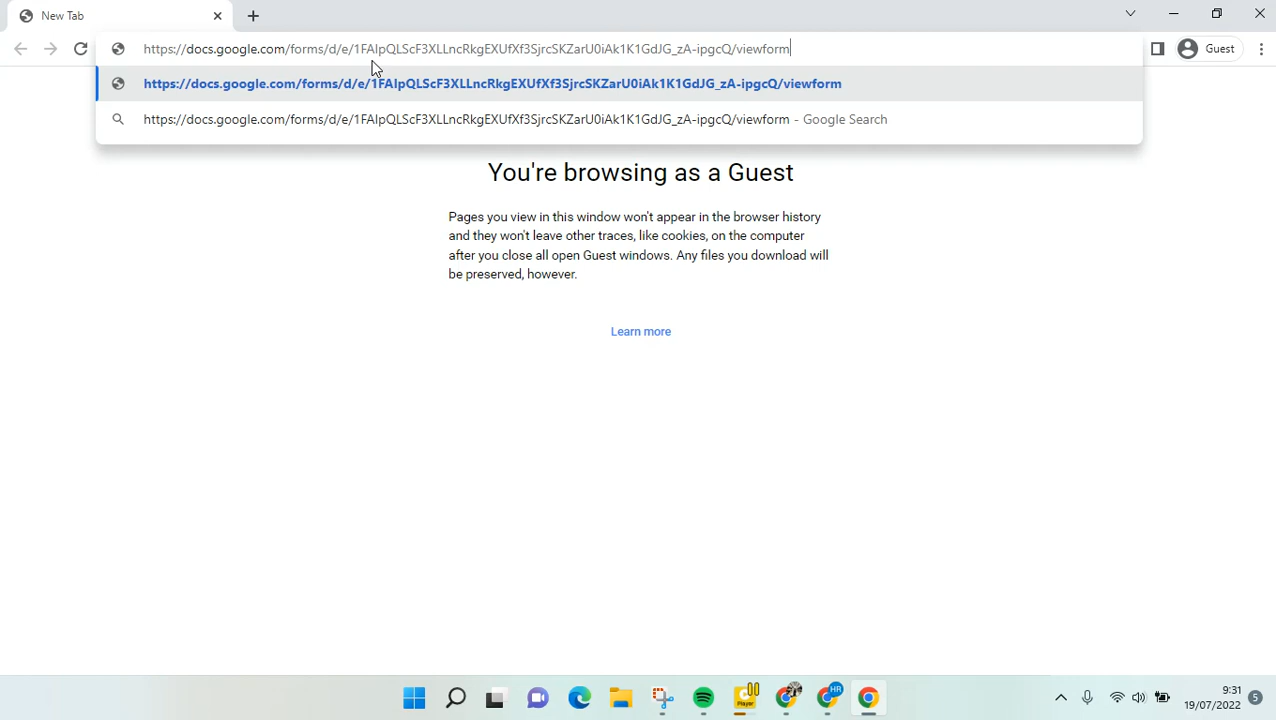 New Tab
https://docs.google.com/forms/d/e/1FAIpQLScF3XLLncRkgEXUfXf3SjrcSKZarU0iAk1K1GdJG_zA-ipgcQ/viewform
Guest
https://docs.google.com/forms/d/e/1FAIpQLScF3XLLncRkgEXUfXf3SjrcSKZarU0iAk1K1GdJG_zA-ipgcQ/viewform
https://docs.google.com/forms/d/e/1FAIpQLScF3XLLncRkgEXUfXf3SjrcSKZarU0iAk1K1GdJG_zA-ipgcQ/viewform - Google Search
You're browsing as a Guest
Pages you view in this window won't appear in the browser history
and they won't leave other traces, like cookies, on the computer
after you close all open Guest windows. Any files you download will
be preserved, however.
Learn more
Player
HR
9:31
19/07/2022
5